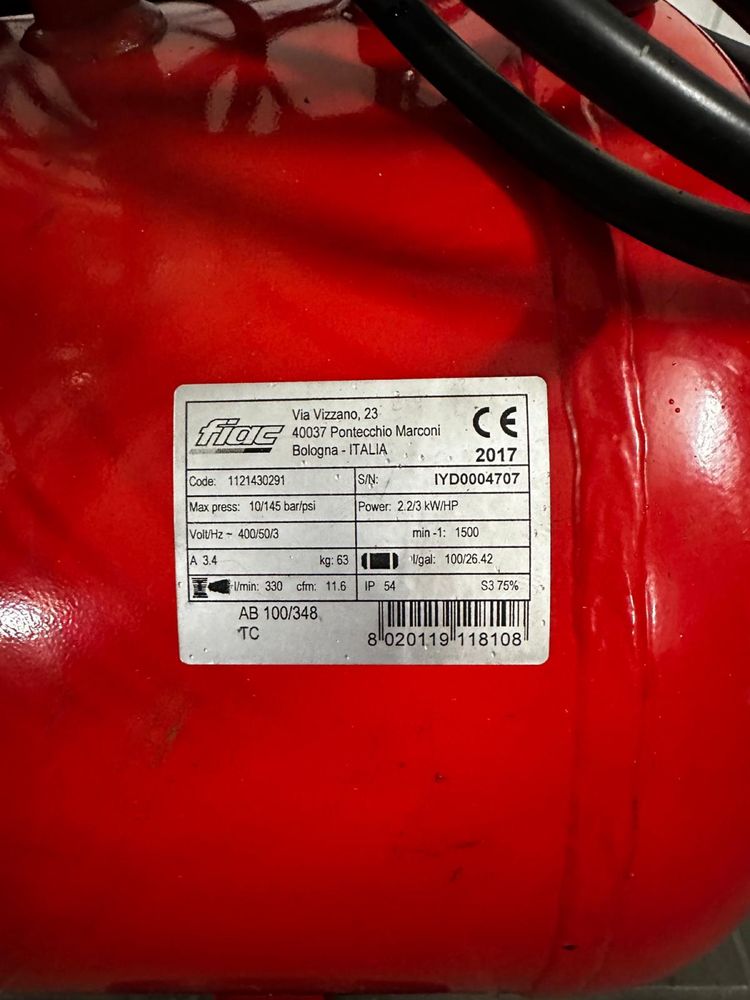 fiac
Via Vizzano, 23
40037 Pontecchio Marconi
Bologna - ITALIA
CE
2017
Code: 1121430291
S/N: IYD0004707
Max press: 10/145 bar/psi
Power: 2.2/3 kW/HP
Volt/Hz ~ 400/50/3
min -1: 1500
A 3.4 kg: 63
l/gal: 100/26.42
l/min: 330 cfm: 11.6
IP 54 S3 75%
AB 100/348
TC
8 020119 118108